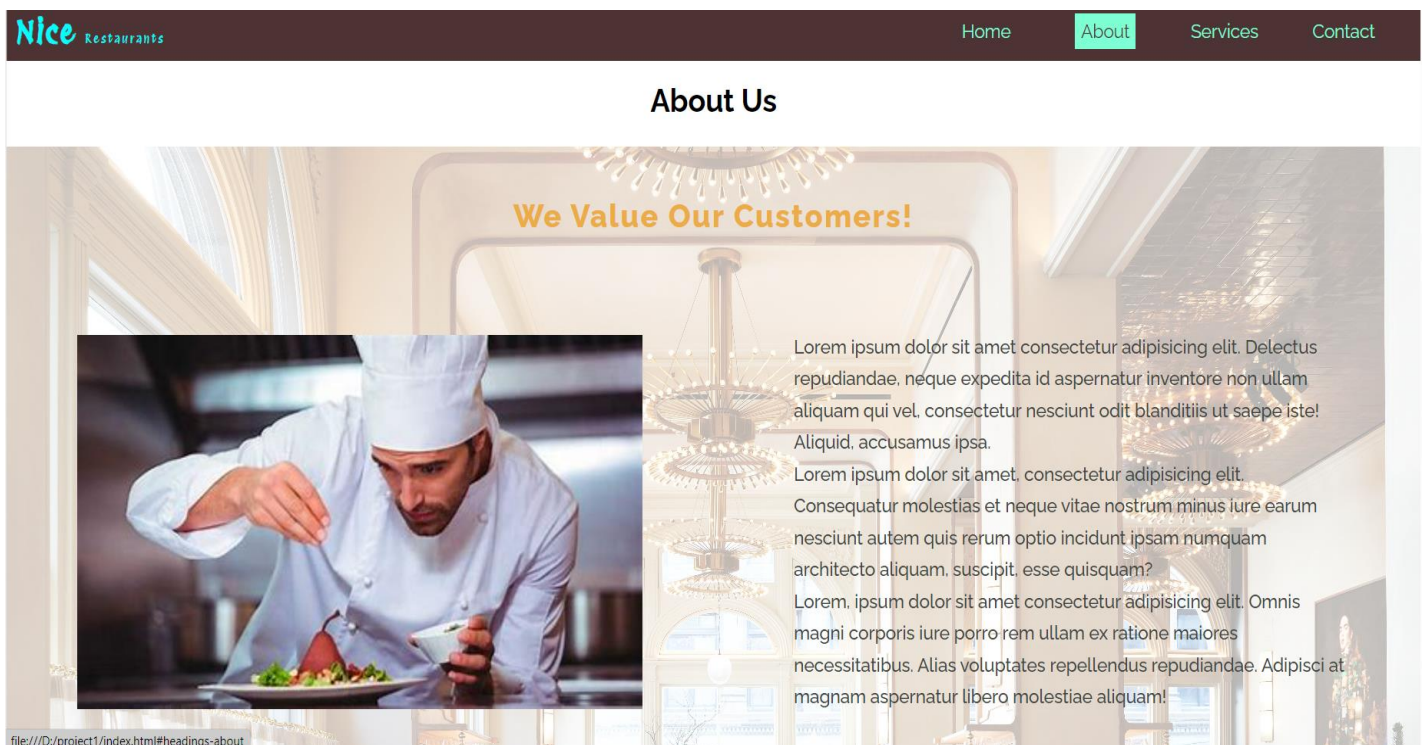 Nice Restaurants
Home About Services Contact
About Us
We Value Our Customers!
Lorem ipsum dolor sit amet consectetur adipisicing elit. Delectus
repudiandae, neque expedita id aspernatur inventore non ullam
aliquam qui vel, consectetur nesciunt odit blanditiis ut saepe iste!
Aliquid, accusamus ipsa.
Lorem ipsum dolor sit amet, consectetur adipisicing elit.
Consequatur molestias et neque vitae nostrum minus iure earum
nesciunt autem quis rerum optio incidunt ipsam numquam
architecto aliquam, suscipit, esse quisquam?
Lorem, ipsum dolor sit amet consectetur adipisicing elit. Omnis
magni corporis iure porro rem ullam ex ratione maiores
necessitatibus. Alias voluptates repellendus repudiandae. Adipisci at
magnam aspernatur libero molestiae aliquam!
file:///D:/project1/index.html#headings-about